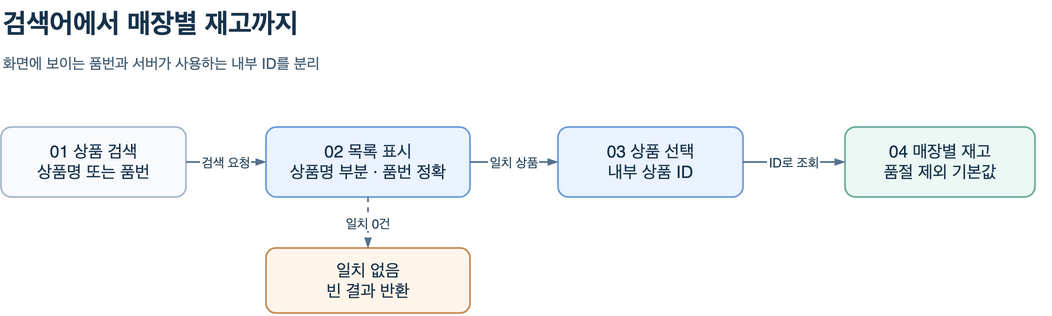 검색어에서 매장별 재고까지
화면에 보이는 품번과 서버가 사용하는 내부 ID를 분리
01 상품 검색
상품명 또는 품번
검색 요청
02 목록 표시
상품명 부분 · 품번 정확
일치 상품
03 상품 선택
내부 상품 ID
ID로 조회
04 매장별 재고
품절 제외 기본값
일치 0건
일치 없음
빈 결과 반환